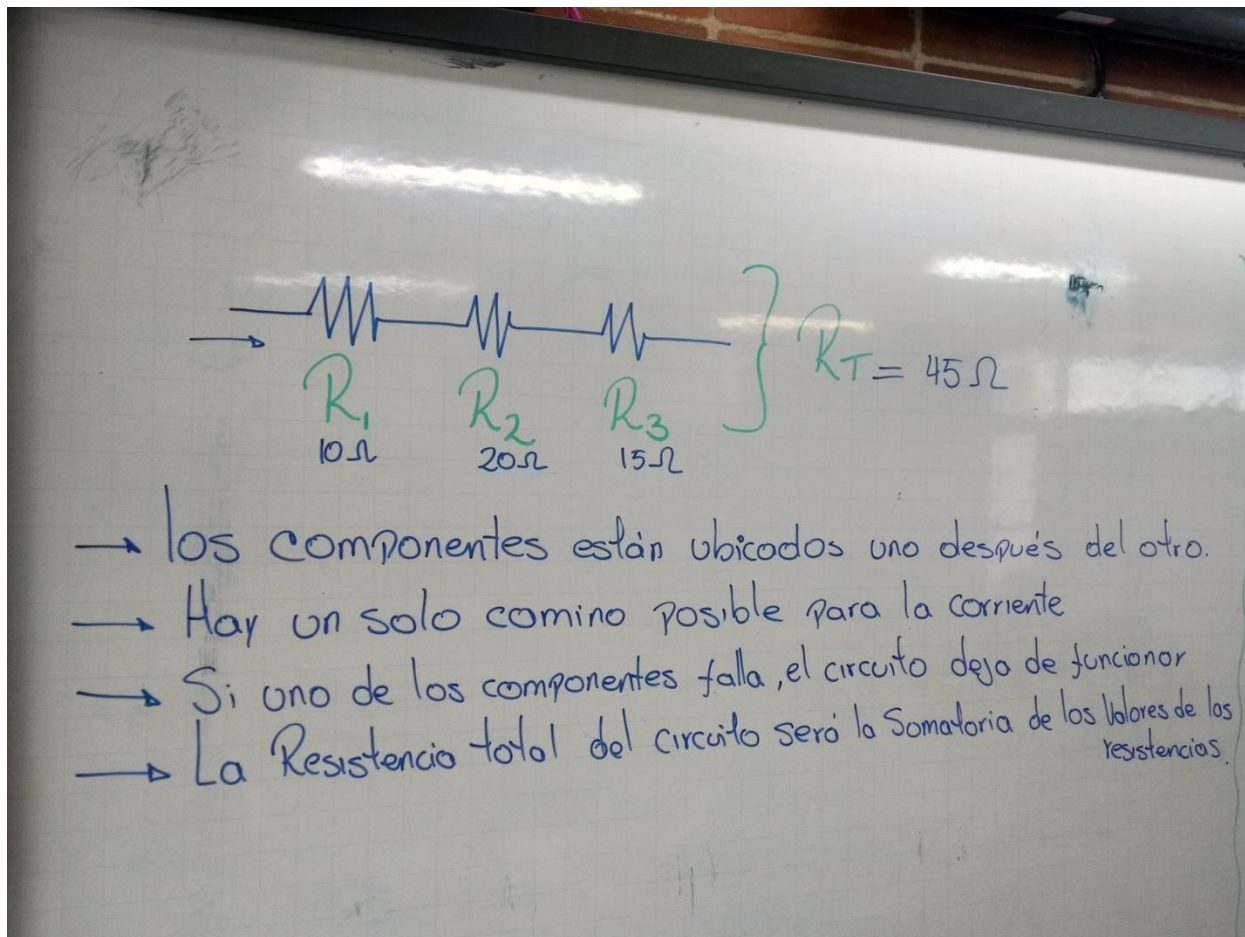 R1 R2 R3 } RT = 45 Ω
10Ω 20Ω 15Ω
→ los componentes están ubicados uno después del otro.
→ Hay un solo camino posible para la corriente
→ Si uno de los componentes falla, el circuito deja de funcionar
→ La Resistencia total del circuito será la Somatoria de los Valores de las
resistencias.